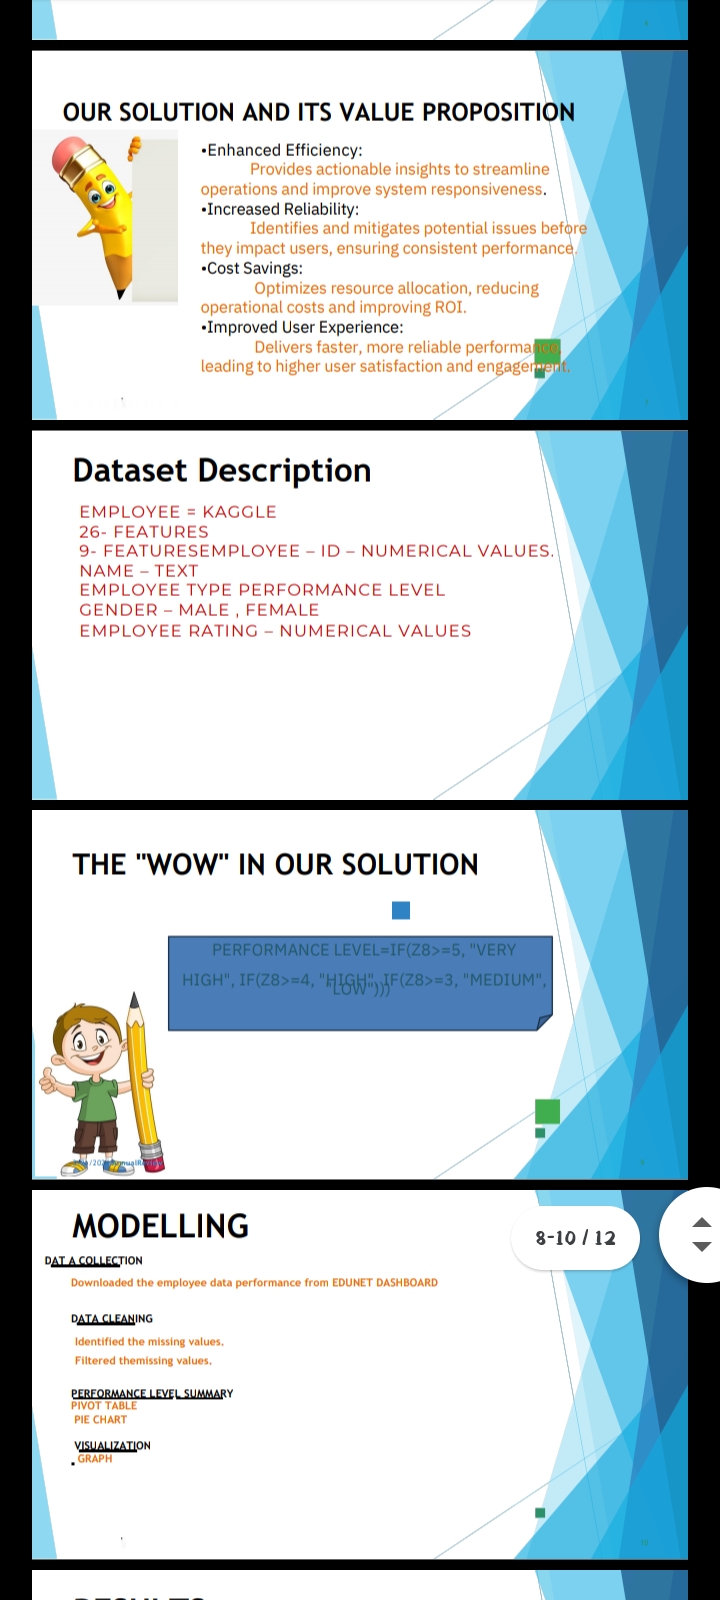 OUR SOLUTION AND ITS VALUE PROPOSITION
•Enhanced Efficiency:
Provides actionable insights to streamline
operations and improve system responsiveness.
•Increased Reliability:
Identifies and mitigates potential issues before
they impact users, ensuring consistent performance.
•Cost Savings:
Optimizes resource allocation, reducing
operational costs and improving ROI.
•Improved User Experience:
Delivers faster, more reliable performance,
leading to higher user satisfaction and engagement.
Dataset Description
EMPLOYEE = KAGGLE
26- FEATURES
9- FEATURESEMPLOYEE – ID – NUMERICAL VALUES.
NAME – TEXT
EMPLOYEE TYPE PERFORMANCE LEVEL
GENDER – MALE , FEMALE
EMPLOYEE RATING – NUMERICAL VALUES
THE "WOW" IN OUR SOLUTION
PERFORMANCE LEVEL=IF(Z8>=5, "VERY
HIGH", IF(Z8>=4, "HIGH", IF(Z8>=3, "MEDIUM",
"LOW")))
MODELLING
8-10 / 12
DAT A COLLECTION
Downloaded the employee data performance from EDUNET DASHBOARD
DATA CLEANING
Identified the missing values.
Filtered themissing values.
PERFORMANCE LEVEL SUMMARY
PIVOT TABLE
PIE CHART
VISUALIZATION
GRAPH